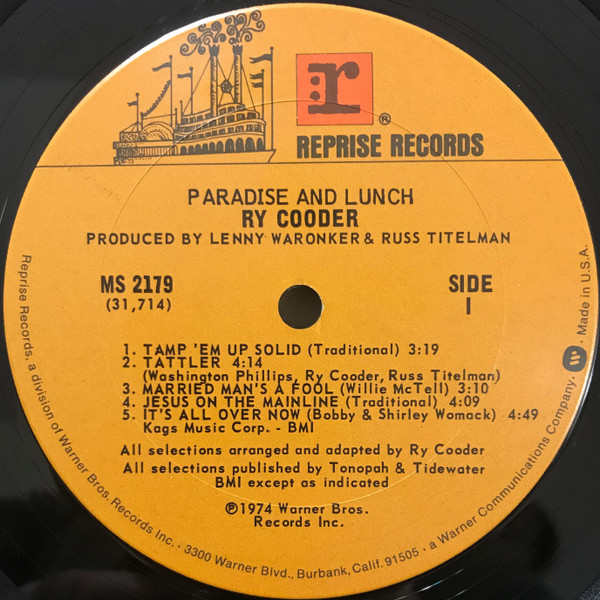 :r
®
REPRISE RECORDS
PARADISE AND LUNCH
RY COODER
PRODUCED BY LENNY WARONKER & RUSS TITELMAN
MS 2179
(31,714)
SIDE
1
1. TAMP 'EM UP SOLID (Traditional) 3:19
2. TATTLER 4:14
(Washington Phillips, Ry Cooder, Russ Titelman)
3. MARRIED MAN'S A FOOL (Willie McTell) 3:10
4. JESUS ON THE MAINLINE (Traditional) 4:09
5. IT'S ALL OVER NOW (Bobby & Shirley Womack) 4:49
Kags Music Corp. - BMI
All selections arranged and adapted by Ry Cooder
All selections published by Tonopah & Tidewater
BMI except as indicated
℗1974 Warner Bros.
Records Inc.
Reprise Records, a division of Warner Bros. Records Inc. · 3300 Warner Blvd., Burbank, Calif. 91505 · a Warner Communications Company. W · Made in U.S.A.